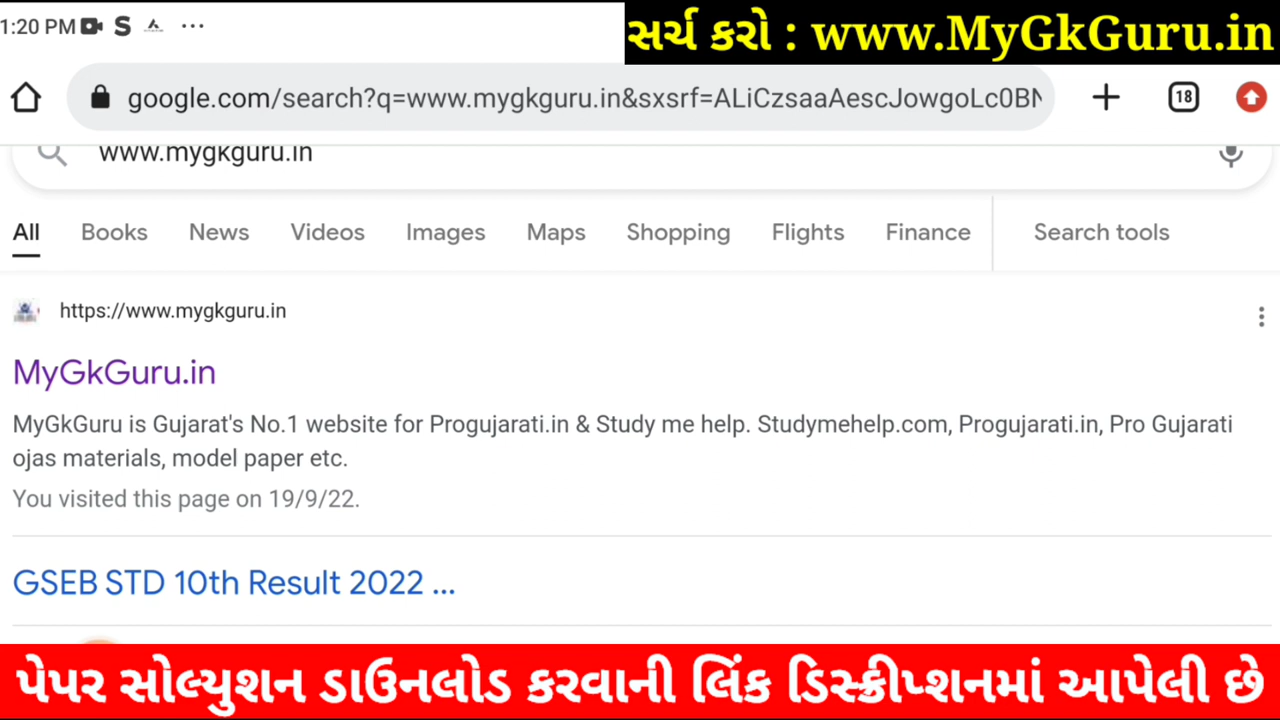 1:20 PM S ...
સર્ચ કરો : www.MyGkGuru.in
google.com/search?q=www.mygkguru.in&sxsrf=ALiCzsaaAescJowgoLc0BN
18
www.mygkguru.in
All Books News Videos Images Maps Shopping Flights Finance Search tools
https://www.mygkguru.in
MyGkGuru.in
MyGkGuru is Gujarat's No.1 website for Progujarati.in & Study me help. Studymehelp.com, Progujarati.in, Pro Gujarati
ojas materials, model paper etc.
You visited this page on 19/9/22.
GSEB STD 10th Result 2022 ...
પેપર સોલ્યુશન ડાઉનલોડ કરવાની લિંક ડિસ્ક્રીપ્શનમાં આપેલી છે